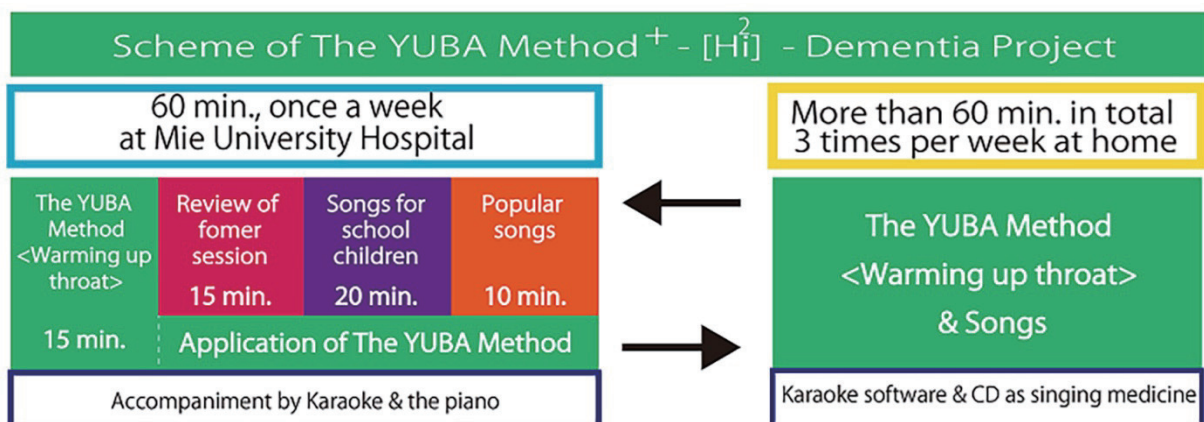 Scheme of The YUBA Method⁺ - [Hi]² - Dementia Project
60 min., once a week
at Mie University Hospital
More than 60 min. in total
3 times per week at home
The YUBA
Method
<Warming up
throat>
15 min.
Review of
fomer
session
15 min.
Songs for
school
children
20 min.
Popular
songs
10 min.
Application of The YUBA Method
Accompaniment by Karaoke & the piano
The YUBA Method
<Warming up throat>
& Songs
Karaoke software & CD as singing medicine